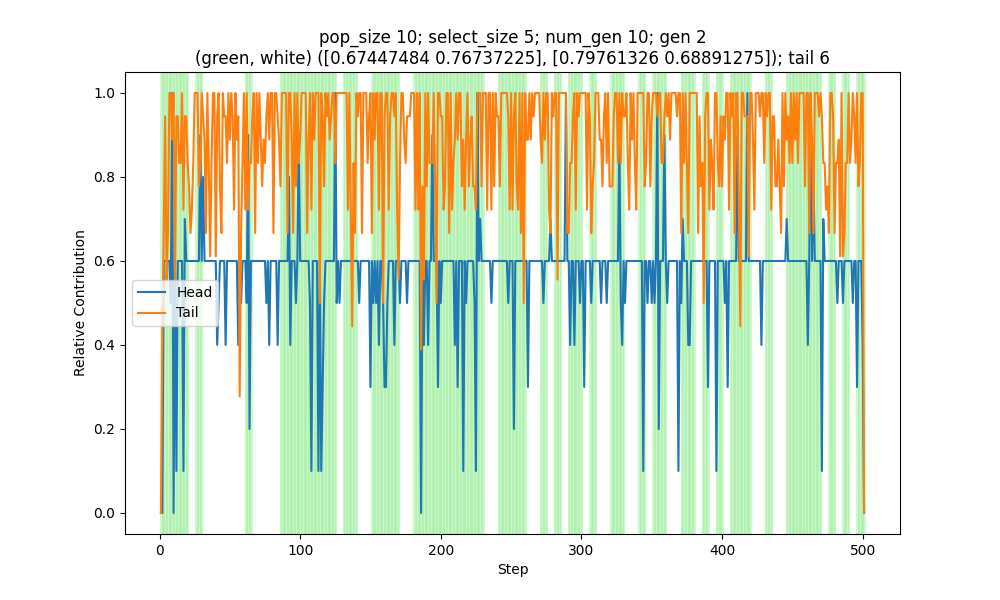 pop_size 10; select_size 5; num_gen 10; gen 2
(green, white) ([0.67447484 0.76737225], [0.79761326 0.68891275]); tail 6
1.0
0.8
0.6
0.4
0.2
0.0
Relative Contribution
Head
Tail
0
100
200
300
400
500
Step